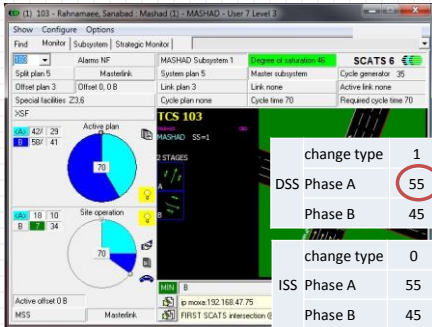 (1) 103 - Rahnamaee, Sanabad : Mashad (1) - MASHAD - User 7 Level 3
Show Configure Options
Find Monitor Subsystem Strategic Monitor
103 Alarms NF MASHAD Subsystem 1 Degree of saturation 46 SCATS 6
Split plan 5 Masterlink System plan 5 Master subsystem Cycle generator 35
Offset plan 3 Offset 0, 0 B Link plan 3 Link none Active link none
Special facilities Z3,6 Cycle plan none Cycle time 70 Required cycle time 70
XSF
Active plan
<A> 42/ 29
B 58/ 41
70
TCS 103
MASHAD SS=1
2 STAGES
A
B
Site operation
<A> 18 10
B 7 34
70
MIN B
Active offset 0 B
MSS Masterlink
ip moxa:192.168.47.75
FIRST SCATS intersection @
change type 1
DSS Phase A 55
Phase B 45
change type 0
ISS Phase A 55
Phase B 45